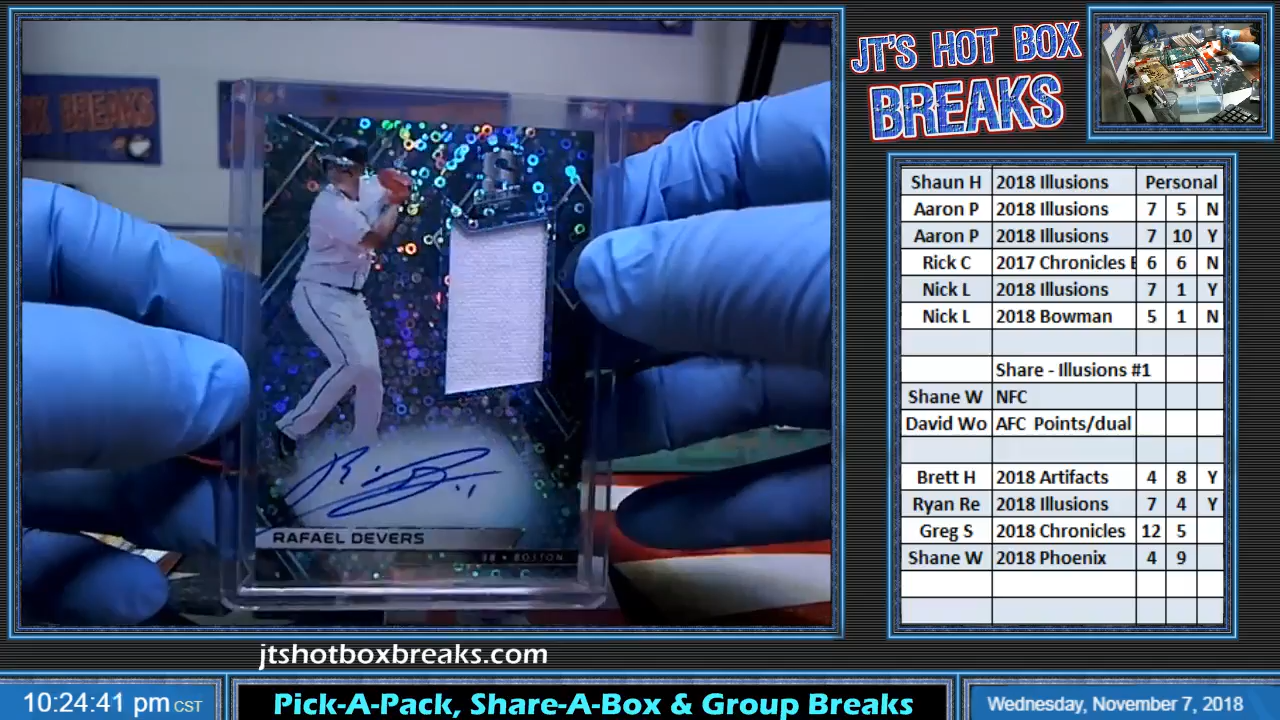 JT'S HOT BOX
BREAKS
BREAKS
RAFAEL DEVERS
3B • BOSTON
Shaun H 2018 Illusions Personal
Aaron P 2018 Illusions 7 5 N
Aaron P 2018 Illusions 7 10 Y
Rick C 2017 Chronicles 6 6 N
Nick L 2018 Illusions 7 1 Y
Nick L 2018 Bowman 5 1 N
Share - Illusions #1
Shane W NFC
David Wo AFC Points/dual
Brett H 2018 Artifacts 4 8 Y
Ryan Re 2018 Illusions 7 4 Y
Greg S 2018 Chronicles 12 5
Shane W 2018 Phoenix 4 9
jtshotboxbreaks.com
10:24:41 pm CST
Pick-A-Pack, Share-A-Box & Group Breaks
Wednesday, November 7, 2018